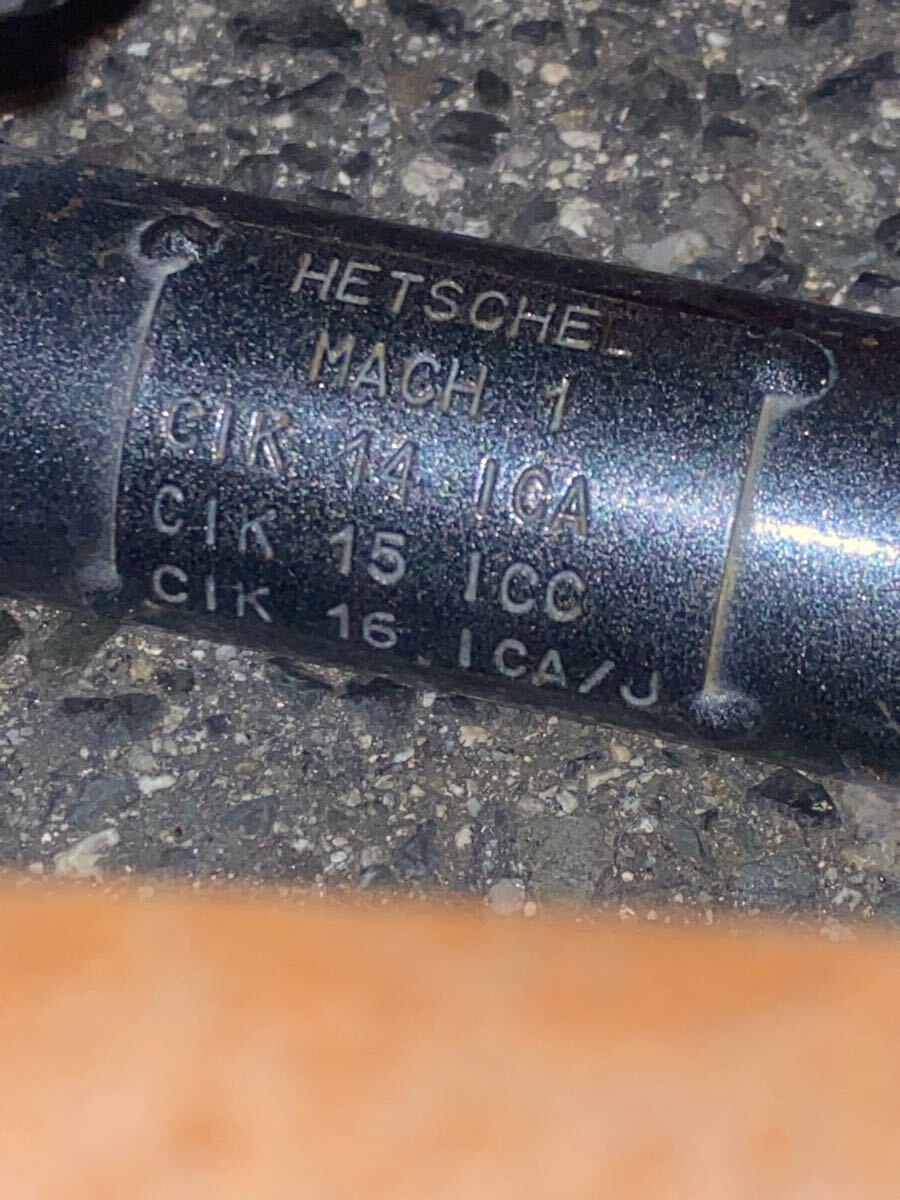 HETSCHEL
MACH 1
CIK 14 ICA
CIK 15 ICC
CIK 16 ICA/J